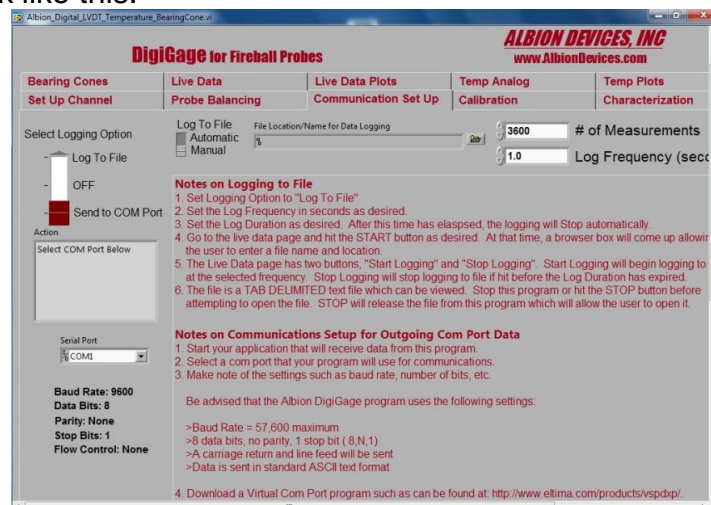 k like this.
Albion_Digital_LVDT_Temperature_BearingCone.vi
DigiGage for Fireball Probes
ALBION DEVICES, INC
www.AlbionDevices.com
Bearing Cones
Live Data
Live Data Plots
Temp Analog
Temp Plots
Set Up Channel
Probe Balancing
Communication Set Up
Calibration
Characterization
Select Logging Option
Log To File
OFF
Send to COM Port
Action
Select COM Port Below
Serial Port
COM1
Baud Rate: 9600
Data Bits: 8
Parity: None
Stop Bits: 1
Flow Control: None
Log To File
Automatic
Manual
File Location/Name for Data Logging
3600
# of Measurements
1.0
Log Frequency (sec
Notes on Logging to File
1. Set Logging Option to "Log To File"
2. Set the Log Frequency in seconds as desired.
3. Set the Log Duration as desired. After this time has elaspsed, the logging will Stop automatically.
4. Go to the live data page and hit the START button as desired. At that time, a browser box will come up allowin
the user to enter a file name and location.
5. The Live Data page has two buttons, "Start Logging" and "Stop Logging". Start Logging will begin logging to
at the selected frequency. Stop Logging will stop logging to file if hit before the Log Duration has expired.
6. The file is a TAB DELIMITED text file which can be viewed. Stop this program or hit the STOP button before
attempting to open the file. STOP will release the file from this program which will allow the user to open it.
Notes on Communications Setup for Outgoing Com Port Data
1. Start your application that will receive data from this program.
2. Select a com port that your program will use for communications.
3. Make note of the settings such as baud rate, number of bits, etc.
Be advised that the Albion DigiGage program uses the following settings:
>Baud Rate = 57,600 maximum
>8 data bits, no parity, 1 stop bit ( 8,N,1)
>A carriage return and line feed will be sent
>Data is sent in standard ASCII text format
4. Download a Virtual Com Port program such as can be found at: http://www.eltima.com/products/vspdxp/.